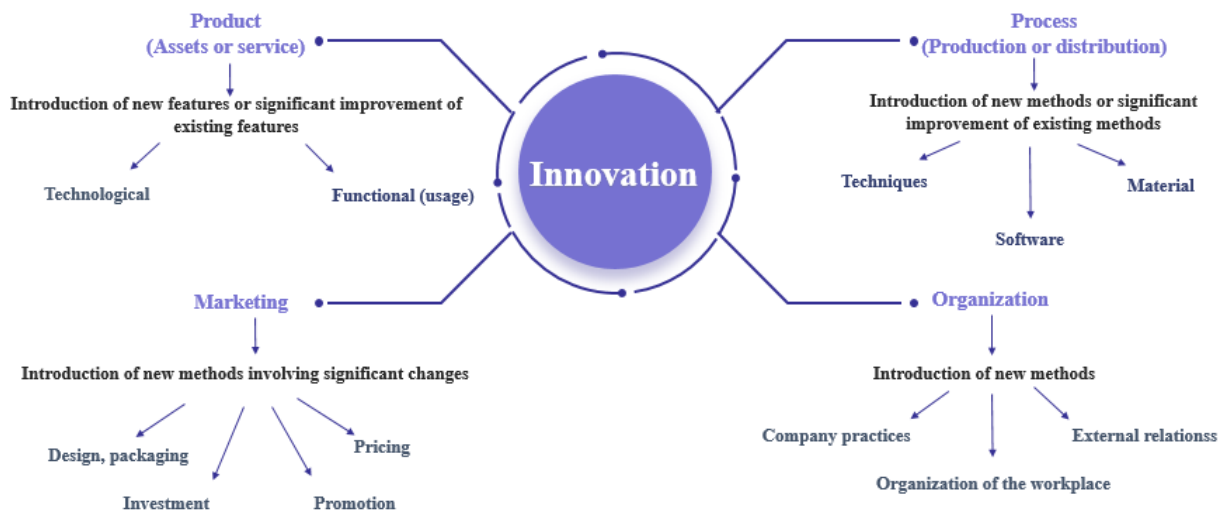 Product
(Assets or service)
Introduction of new features or significant improvement of
existing features
Technological
Functional (usage)
Process
(Production or distribution)
Introduction of new methods or significant
improvement of existing methods
Techniques
Material
Software
Innovation
Marketing
Introduction of new methods involving significant changes
Design, packaging
Pricing
Investment
Promotion
Organization
Introduction of new methods
Company practices
External relationss
Organization of the workplace